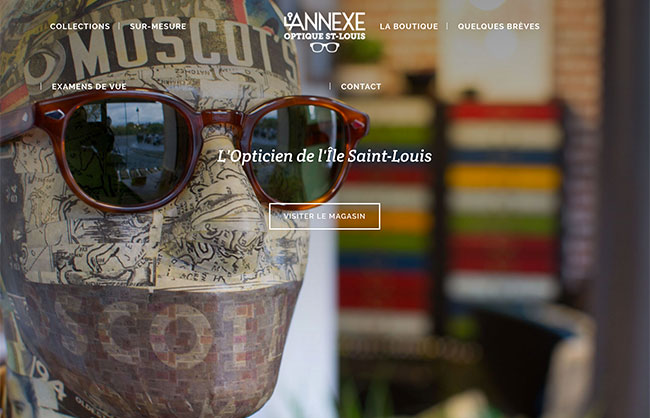 COLLECTIONS | SUR-MESURE
L'ANNEXE
OPTIQUE ST-LOUIS
LA BOUTIQUE | QUELQUES BRÈVES
| EXAMENS DE VUE
| CONTACT
MOSCOT'S
L'Opticien de l'Île Saint-Louis
VISITER LE MAGASIN